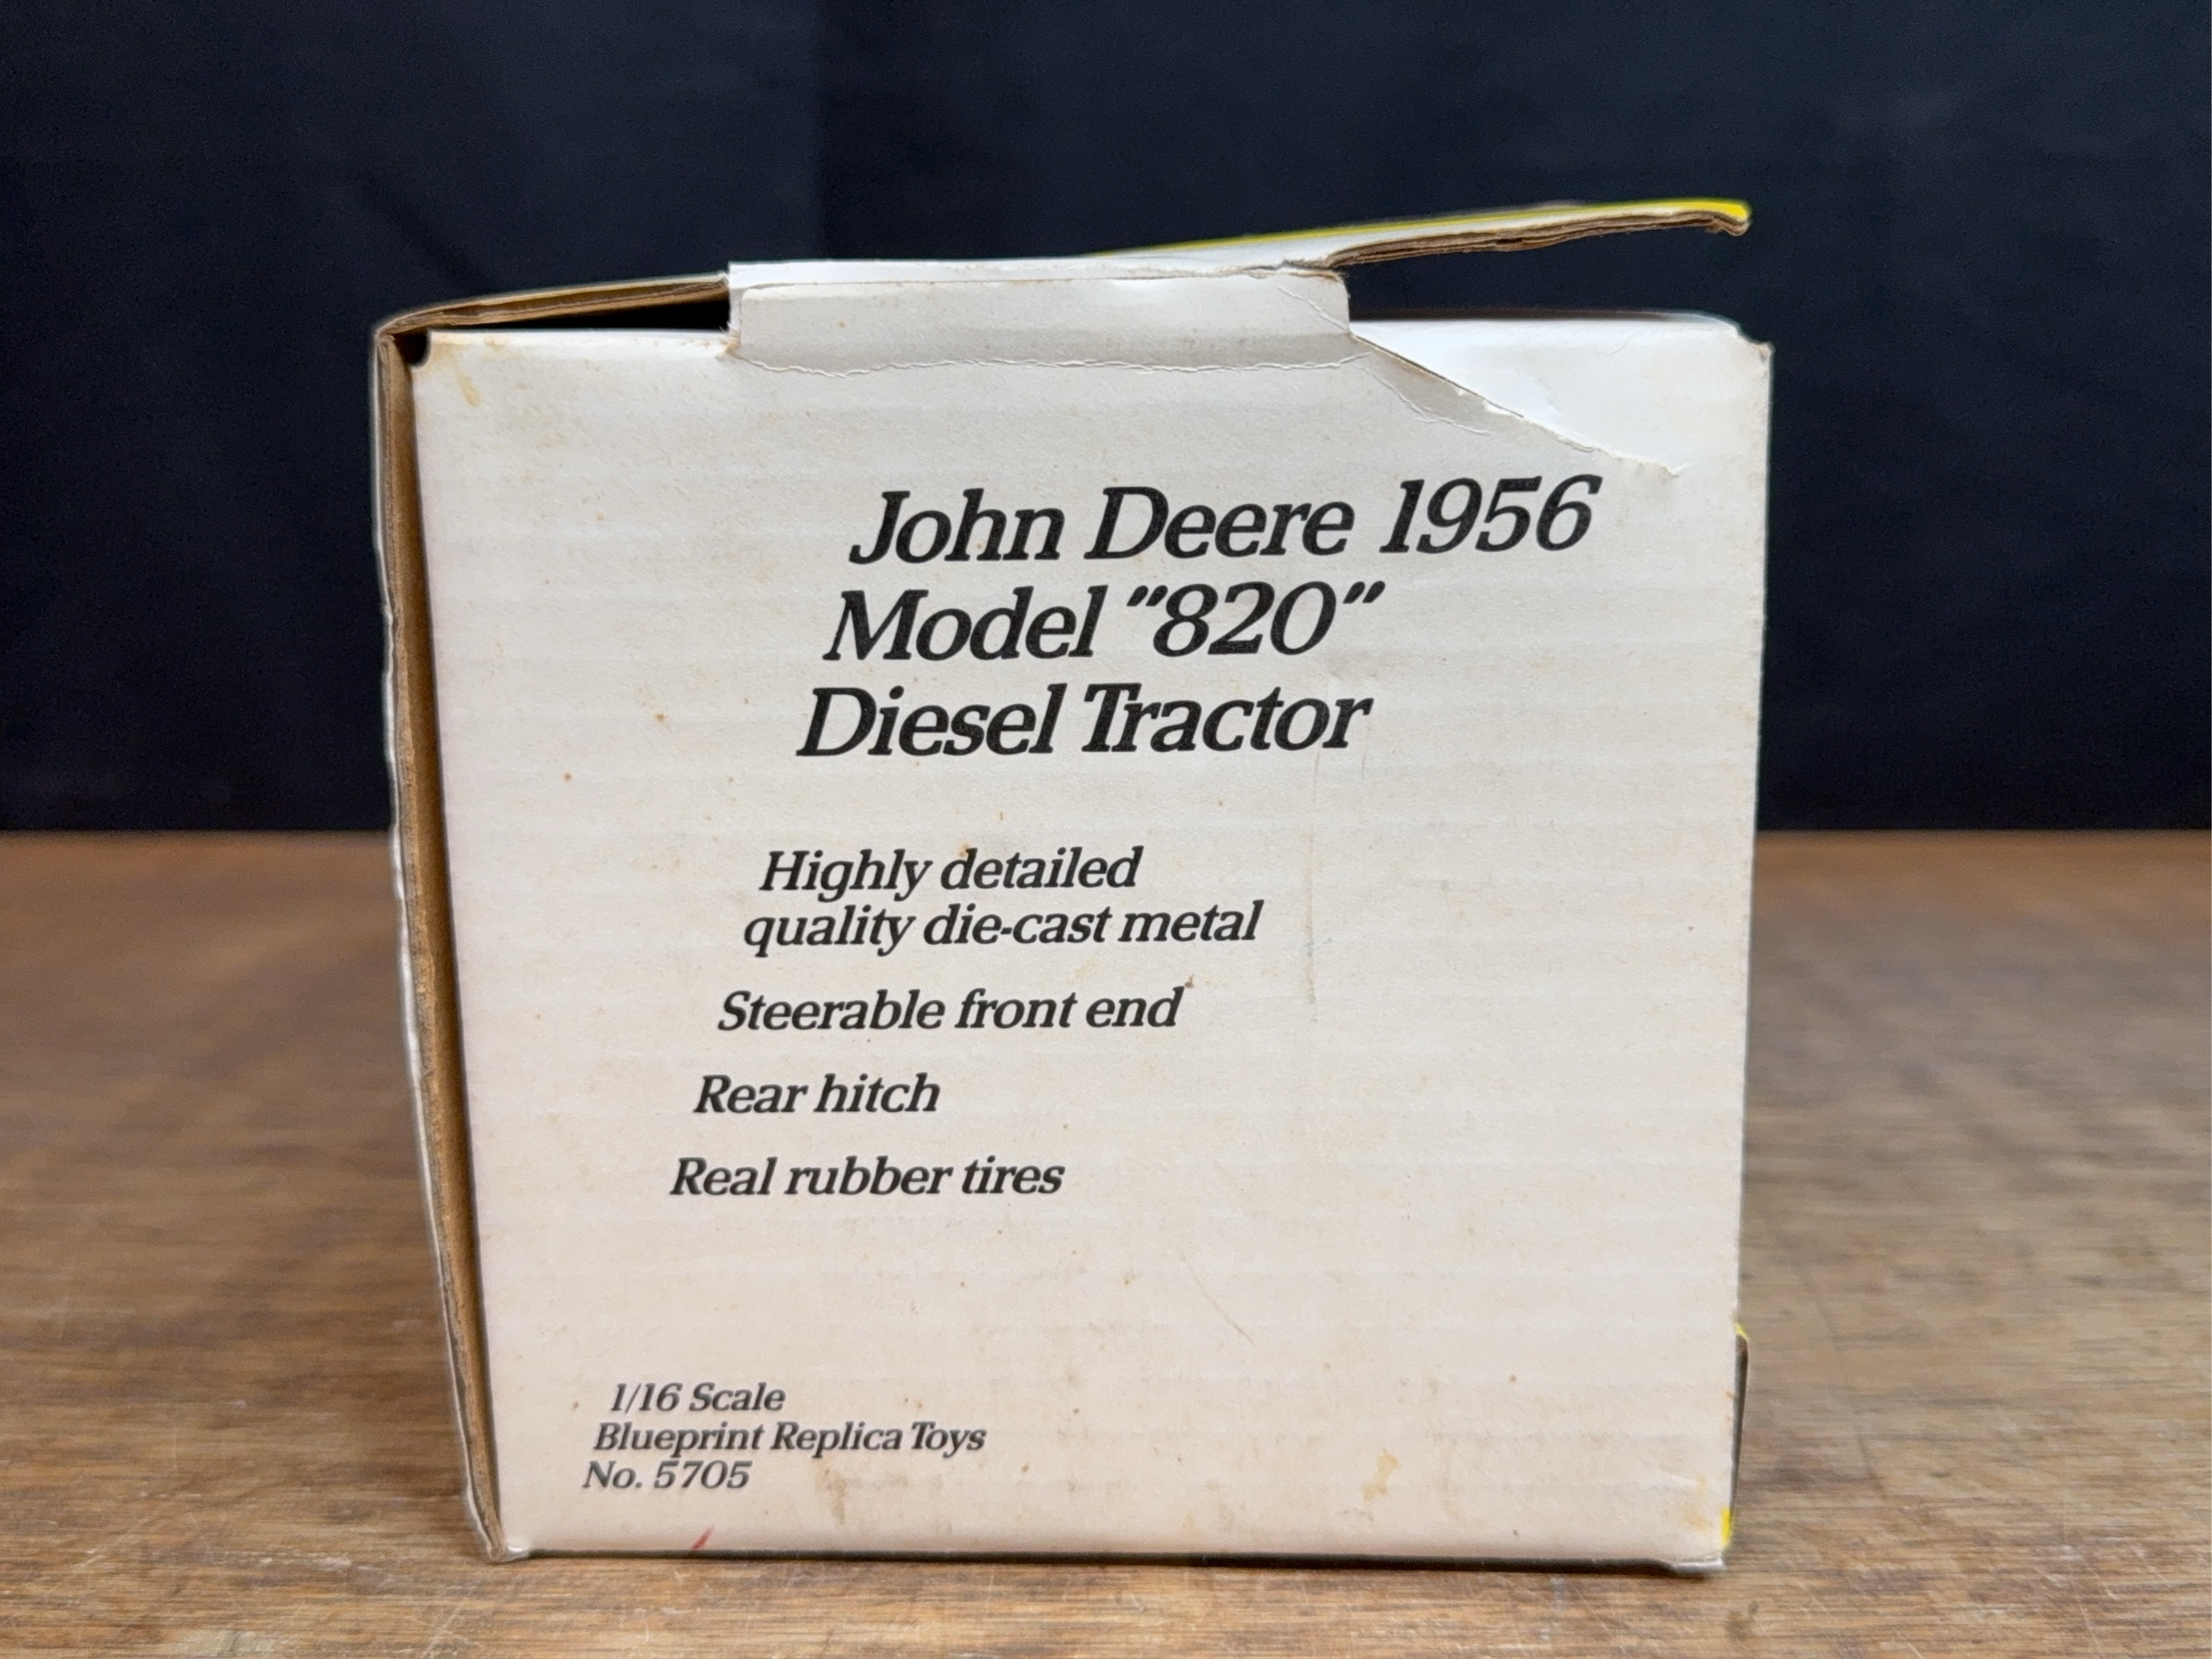 John Deere 1956
Model "820"
Diesel Tractor
Highly detailed
quality die-cast metal
Steerable front end
Rear hitch
Real rubber tires
1/16 Scale
Blueprint Replica Toys
No. 5705